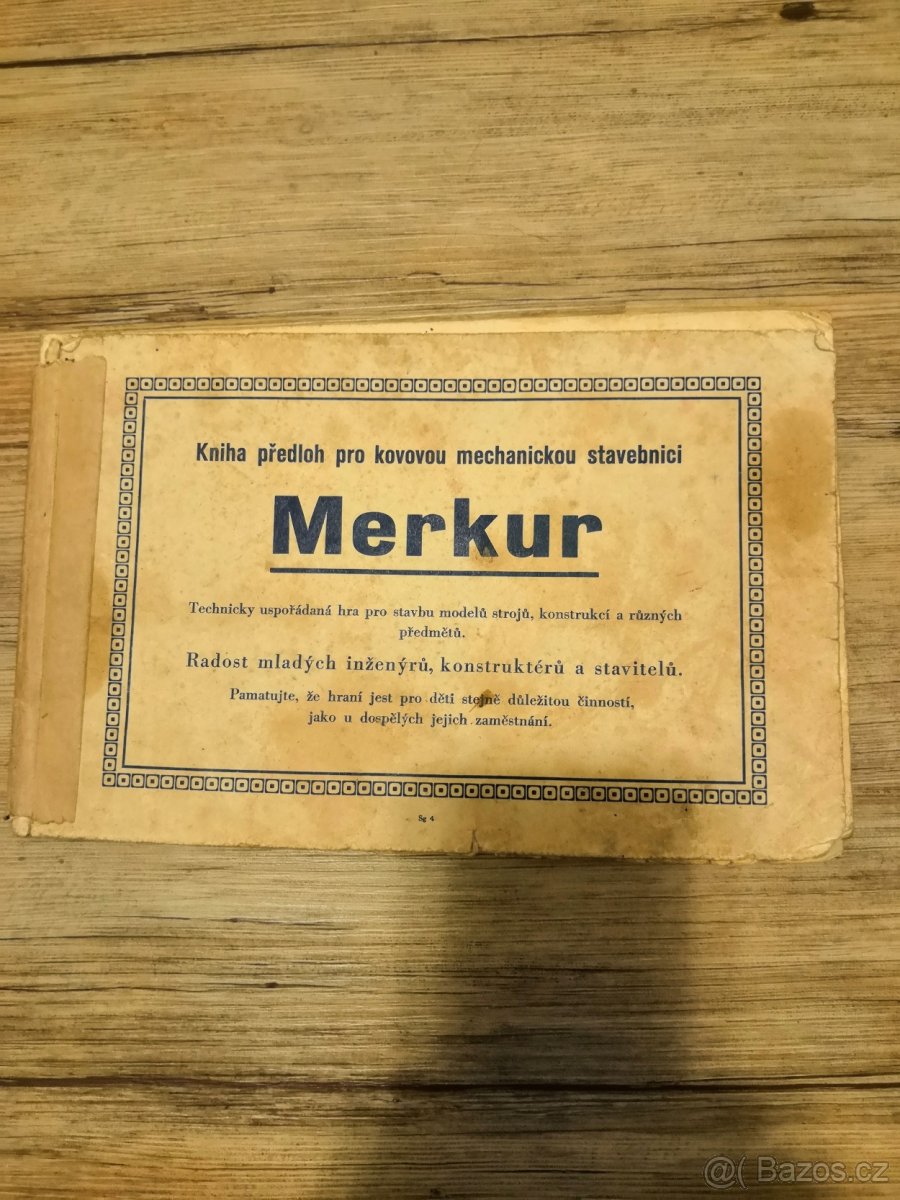 Kniha předloh pro kovovou mechanickou stavebnici
Merkur
Technicky uspořádaná hra pro stavbu modelů strojů, konstrukcí a různých
předmětů.
Radost mladých inženýrů, konstruktérů a stavitelů.
Pamatujte, že hraní jest pro děti stejně důležitou činností,
jako u dospělých jejich zaměstnání.
Sg 4
@( Bazos.cz